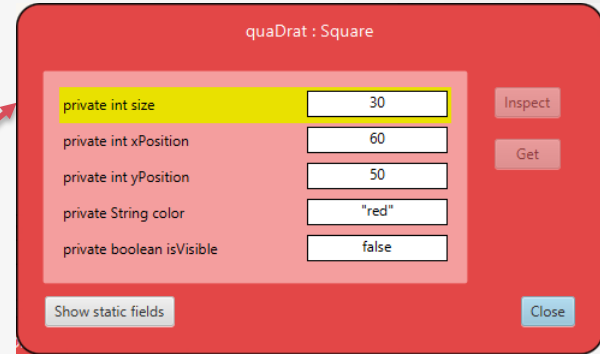 quaDrat : Square
private int size 30
Inspect
private int xPosition 60
Get
private int yPosition 50
private String color "red"
private boolean isVisible false
Show static fields
Close